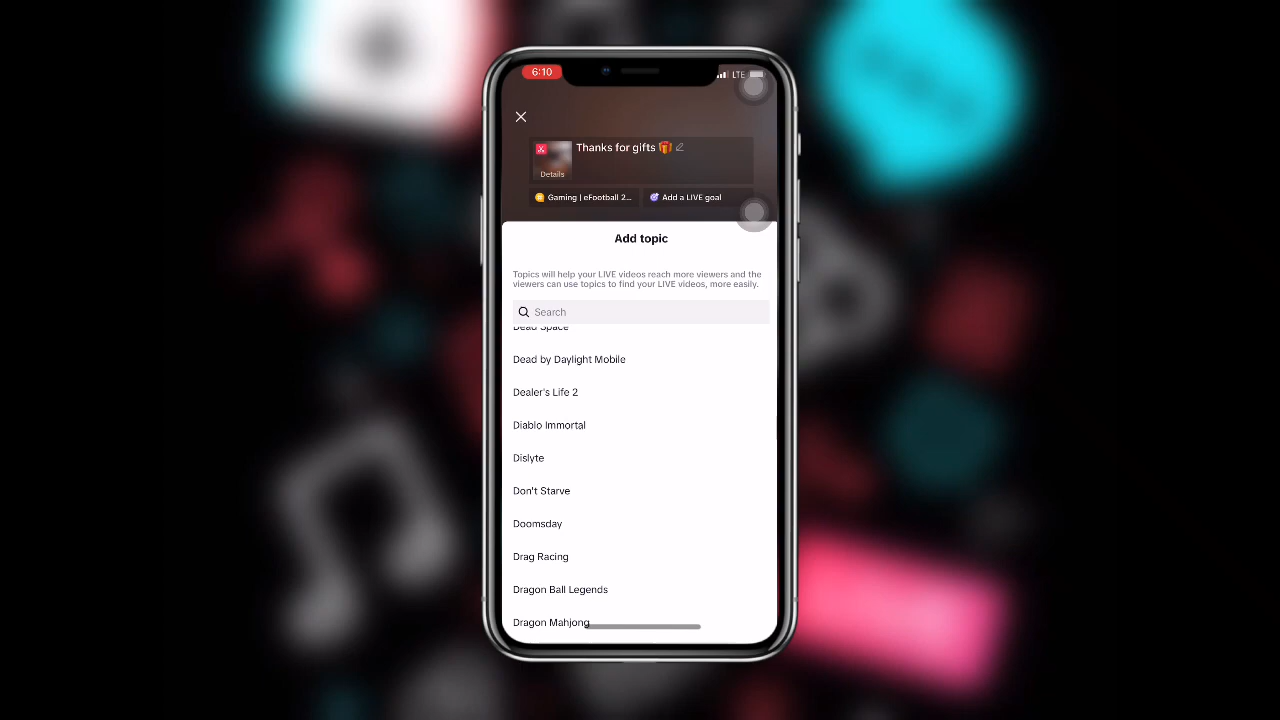 6:10
LTE
Thanks for gifts 🎁
Details
Gaming | eFootball 2...
Add a LIVE goal
Add topic
Topics will help your LIVE videos reach more viewers and the
viewers can use topics to find your LIVE videos, more easily.
Search
Dead Space
Dead by Daylight Mobile
Dealer's Life 2
Diablo Immortal
Dislyte
Don't Starve
Doomsday
Drag Racing
Dragon Ball Legends
Dragon Mahjong